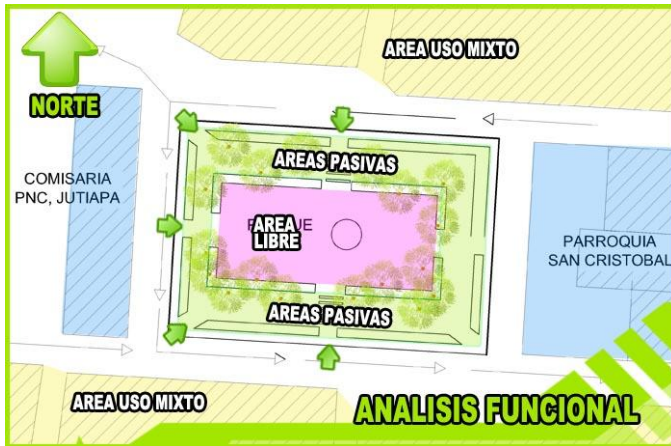 AREA USO MIXTO
NORTE
AREAS PASIVAS
COMISARIA
PNC, JUTIAPA
AREA
LIBRE
PARROQUIA
SAN CRISTOBAL
AREAS PASIVAS
AREA USO MIXTO
ANALISIS FUNCIONAL